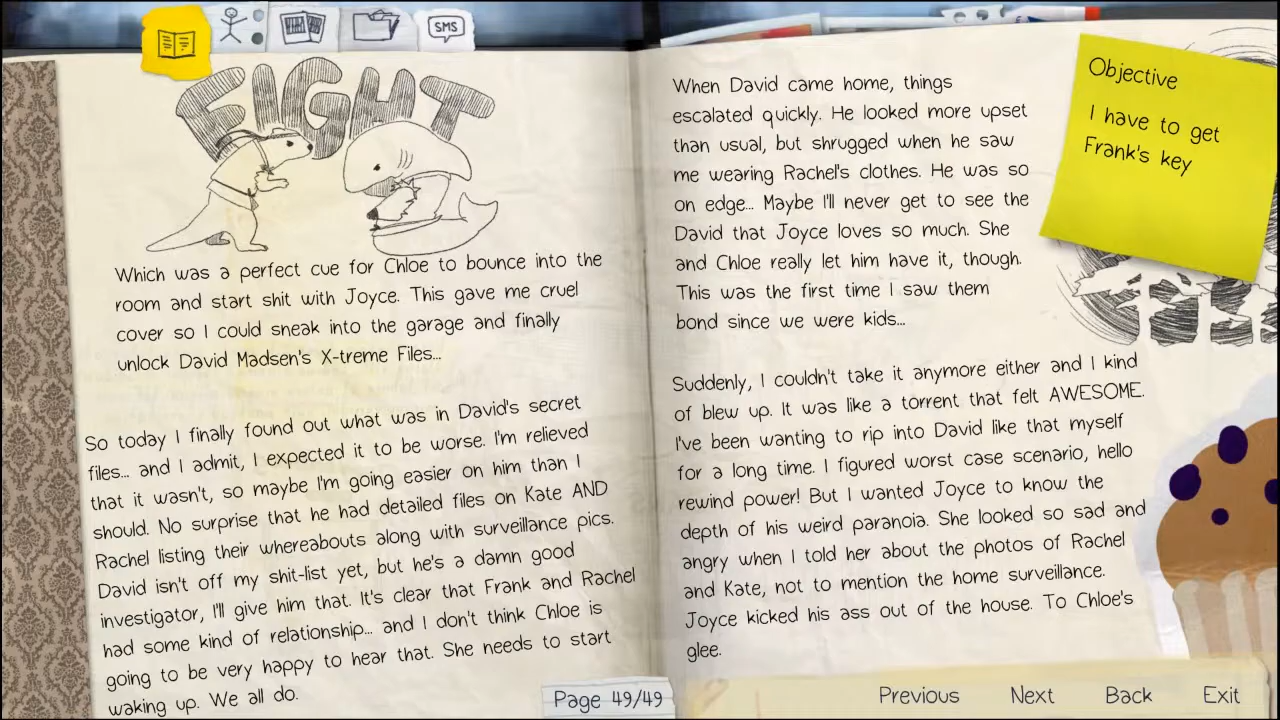 SMS
FIGHT
Which was a perfect cue for Chloe to bounce into the
room and start shit with Joyce. This gave me cruel
cover so I could sneak into the garage and finally
unlock David Madsen's X-treme Files...
So today I finally found out what was in David's secret
files... and I admit, I expected it to be worse. I'm relieved
that it wasn't, so maybe I'm going easier on him than I
should. No surprise that he had detailed files on Kate AND
Rachel listing their whereabouts along with surveillance pics.
David isn't off my shit-list yet, but he's a damn good
investigator, I'll give him that. It's clear that Frank and Rachel
had some kind of relationship... and I don't think Chloe is
going to be very happy to hear that. She needs to start
waking up. We all do.
Page 49/49
When David came home, things
escalated quickly. He looked more upset
than usual, but shrugged when he saw
me wearing Rachel's clothes. He was so
on edge... Maybe I'll never get to see the
David that Joyce loves so much. She
and Chloe really let him have it, though.
This was the first time I saw them
bond since we were kids...
Suddenly, I couldn't take it anymore either and I kind
of blew up. It was like a torrent that felt AWESOME.
I've been wanting to rip into David like that myself
for a long time. I figured worst case scenario, hello
rewind power! But I wanted Joyce to know the
depth of his weird paranoia. She looked so sad and
angry when I told her about the photos of Rachel
and Kate, not to mention the home surveillance.
Joyce kicked his ass out of the house. To Chloe's
glee.
Objective
I have to get
Frank's key
Previous
Next
Back
Exit